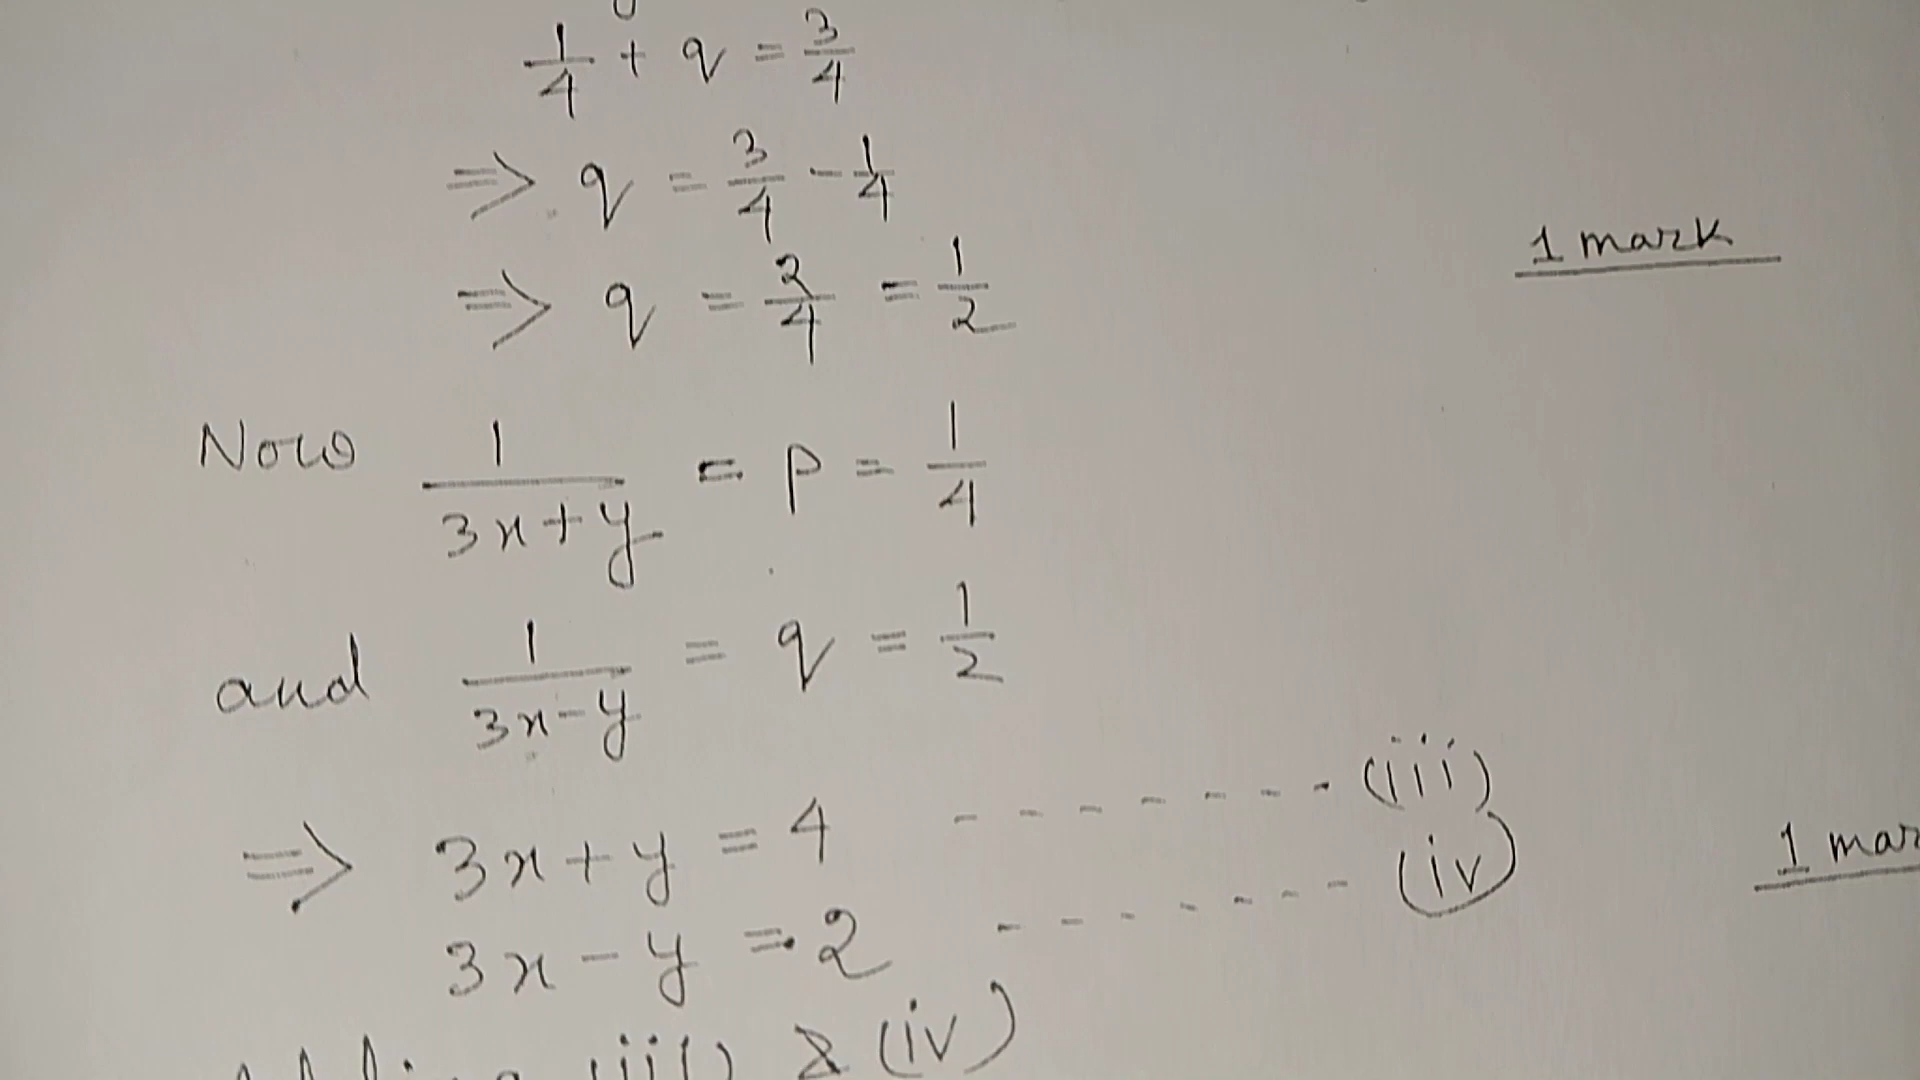 1/4 + q = 3/4
⇒ q = 3/4 - 1/4
1 mark
⇒ q = 2/4 = 1/2
Now 1/(3x+y) = p = 1/4
and 1/(3x-y) = q = 1/2
⇒ 3x+y = 4 -------- (iii)
3x-y = 2 -------- (iv)
1 mar
(iii) & (iv)